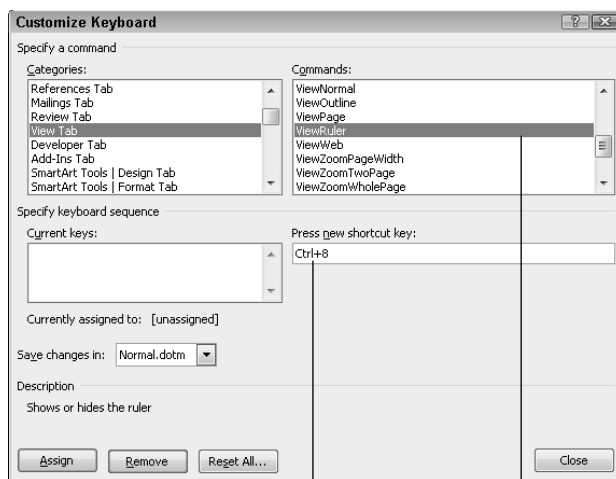 Customize Keyboard
Specify a command
Categories:
References Tab
Mailings Tab
Review Tab
View Tab
Developer Tab
Add-Ins Tab
SmartArt Tools | Design Tab
SmartArt Tools | Format Tab
Commands:
ViewNormal
ViewOutline
ViewPage
ViewRuler
ViewWeb
ViewZoomPageWidth
ViewZoomTwoPage
ViewZoomWholePage
Specify keyboard sequence
Current keys:
Press new shortcut key:
Ctrl+8
Currently assigned to: [unassigned]
Save changes in: Normal.dotm
Description
Shows or hides the ruler
Assign Remove Reset All... Close